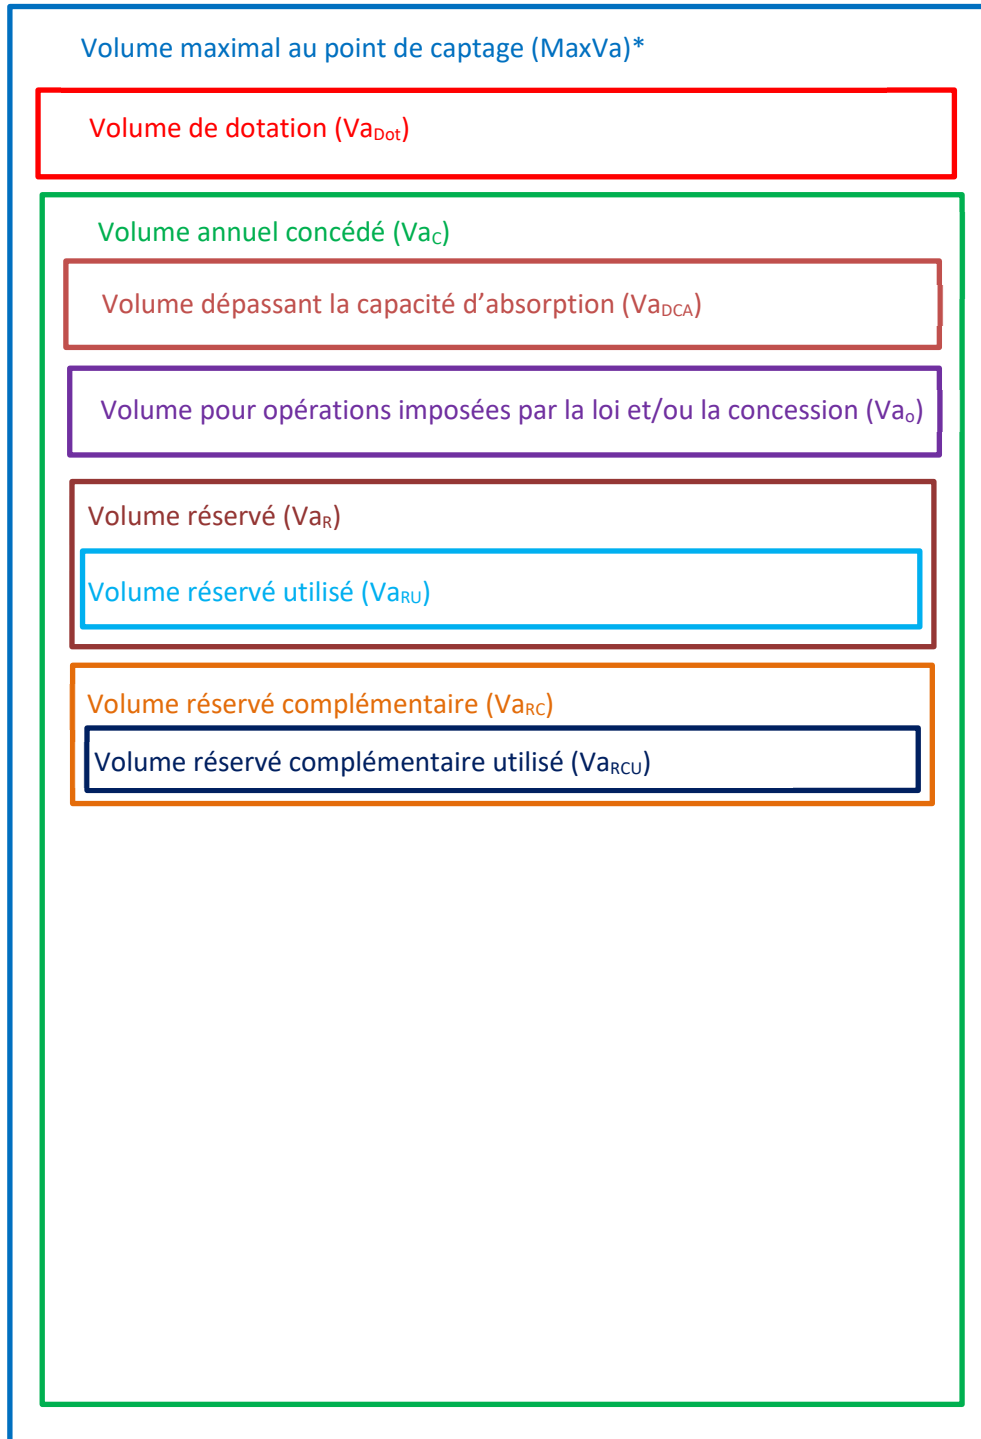 Volume maximal au point de captage (MaxVa)*
Volume de dotation (VaDot)
Volume annuel concédé (VaC)
Volume dépassant la capacité d’absorption (VaDCA)
Volume pour opérations imposées par la loi et/ou la concession (Vao)
Volume réservé (VaR)
Volume réservé utilisé (VaRU)
Volume réservé complémentaire (VaRC)
Volume réservé complémentaire utilisé (VaRCU)